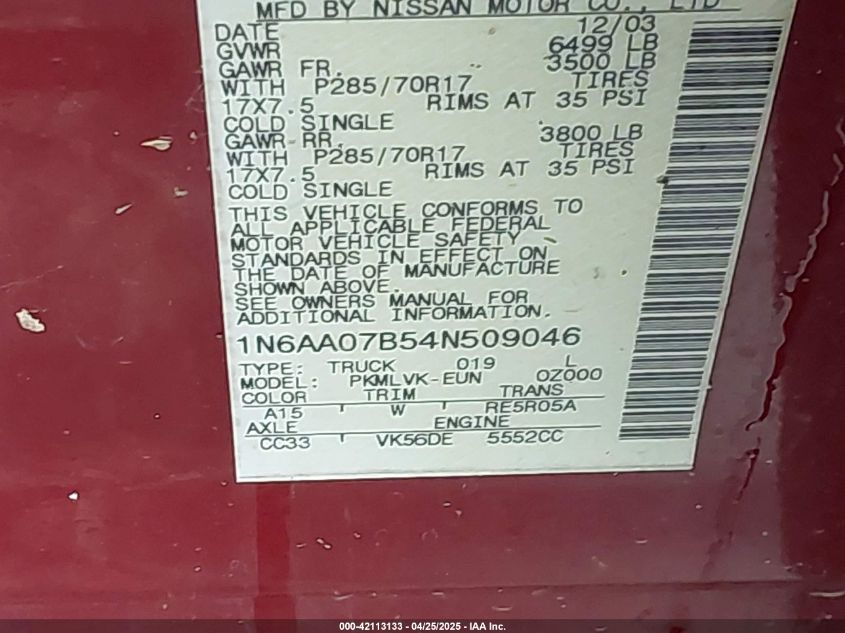 MFD BY NISSAN MOTOR CO., LTD
DATE 12/03
GVWR 6499 LB
GAWR FR. 3500 LB
WITH P285/70R17 TIRES
17X7.5 RIMS AT 35 PSI
COLD SINGLE
GAWR RR. 3800 LB
WITH P285/70R17 TIRES
17X7.5 RIMS AT 35 PSI
COLD SINGLE
THIS VEHICLE CONFORMS TO
ALL APPLICABLE FEDERAL
MOTOR VEHICLE SAFETY
STANDARDS IN EFFECT ON
THE DATE OF MANUFACTURE
SHOWN ABOVE.
SEE OWNERS MANUAL FOR
ADDITIONAL INFORMATION.
1N6AA07B54N509046
TYPE: TRUCK 019 L
MODEL: PKMLVK-EUN 0Z000
COLOR TRIM TRANS
A15 W RE5R05A
AXLE ENGINE
CC33 VK56DE 5552CC
000-42113133 - 04/25/2025 - IAA Inc.